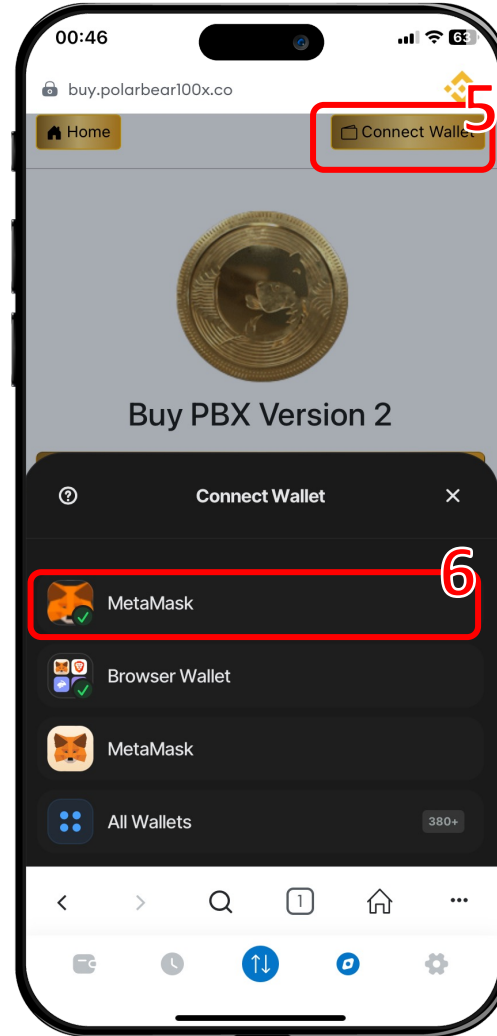 00:46
63
buy.polarbear100x.co
5
Home
Connect Wallet
Buy PBX Version 2
Connect Wallet
6
MetaMask
Browser Wallet
MetaMask
All Wallets
380+
1